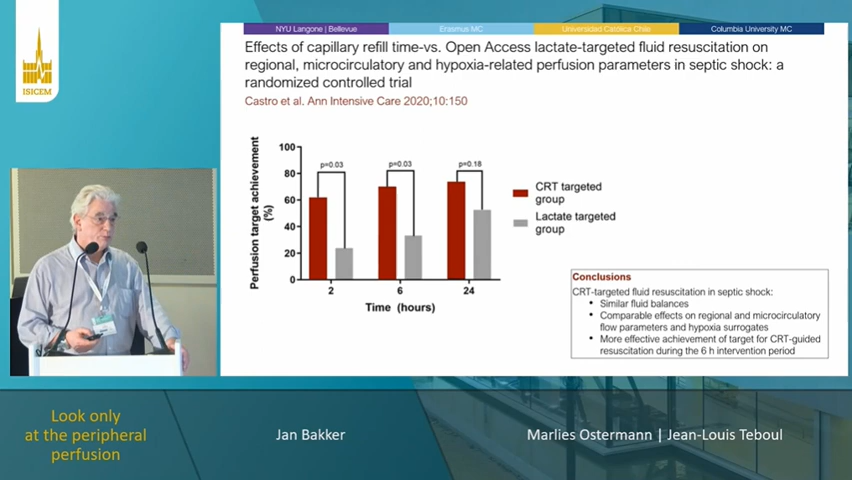 ISICEM
NYU Langone | Bellevue
Erasmus MC
Universidad Católica Chile
Columbia University MC
Effects of capillary refill time-vs. Open Access lactate-targeted fluid resuscitation on
regional, microcirculatory and hypoxia-related perfusion parameters in septic shock: a
randomized controlled trial
Castro et al. Ann Intensive Care 2020;10:150
Perfusion target achievement
(%)
100
80
60
40
20
0
p=0.03
p=0.03
p=0.18
2
6
24
Time (hours)
CRT targeted
group
Lactate targeted
group
Conclusions
CRT-targeted fluid resuscitation in septic shock:
• Similar fluid balances
• Comparable effects on regional and microcirculatory
flow parameters and hypoxia surrogates
• More effective achievement of target for CRT-guided
resuscitation during the 6 h intervention period
Look only
at the peripheral
perfusion
Jan Bakker
Marlies Ostermann | Jean-Louis Teboul